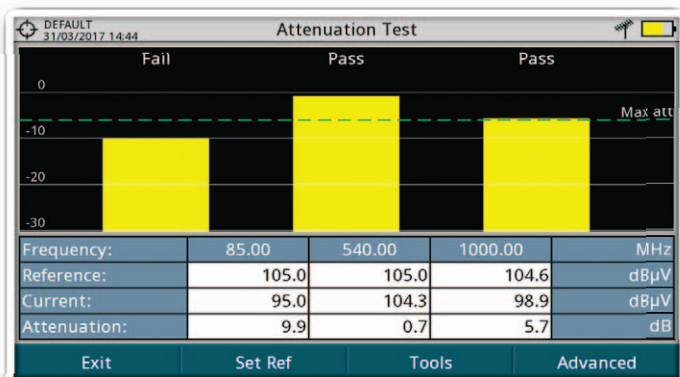 DEFAULT
31/03/2017 14:44
Attenuation Test
Fail Pass Pass
0
Max att
-10
-20
-30
Frequency: 85.00 540.00 1000.00 MHz
Reference: 105.0 105.0 104.6 dBµV
Current: 95.0 104.3 98.9 dBµV
Attenuation: 9.9 0.7 5.7 dB
Exit Set Ref Tools Advanced